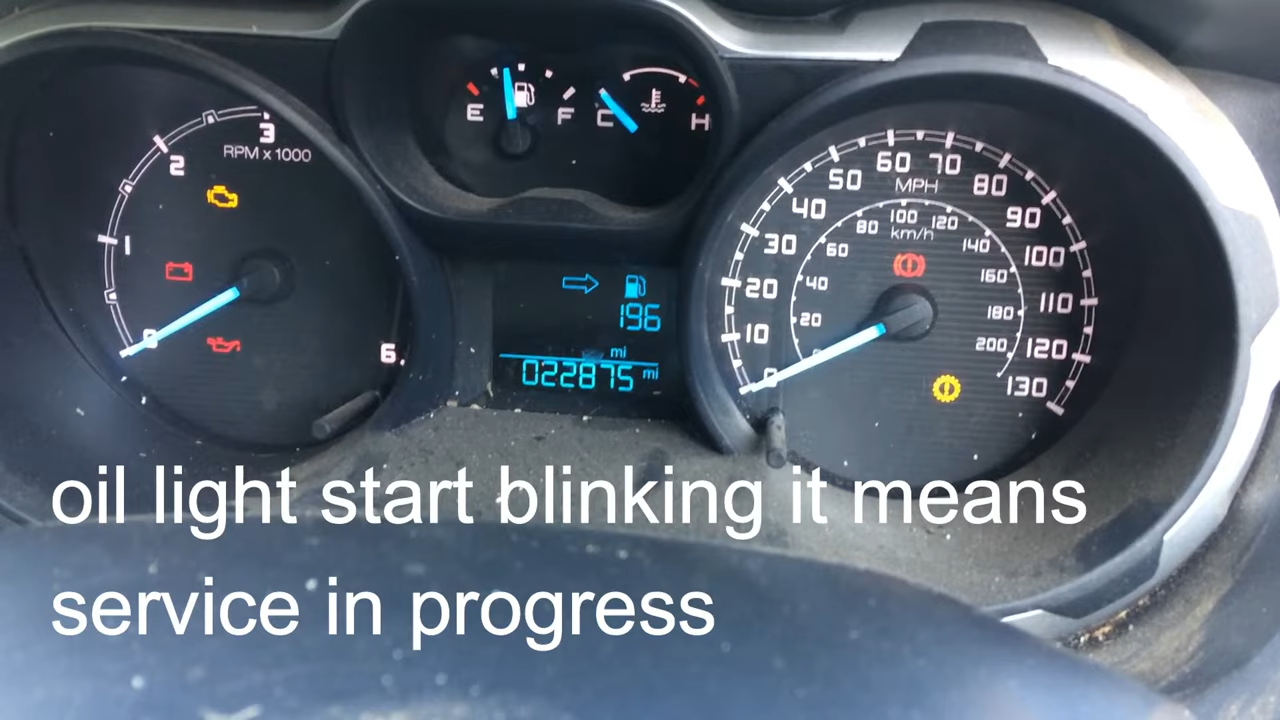 E F C H
3
2
RPM x 1000
1
0
6
196
mi
022875 mi
60 70
50 MPH 80
40 100 120 90
80 km/h 140
30 60 100
160
20 40 110
180
10 20 200 120
0 0 130
oil light start blinking it means
service in progress